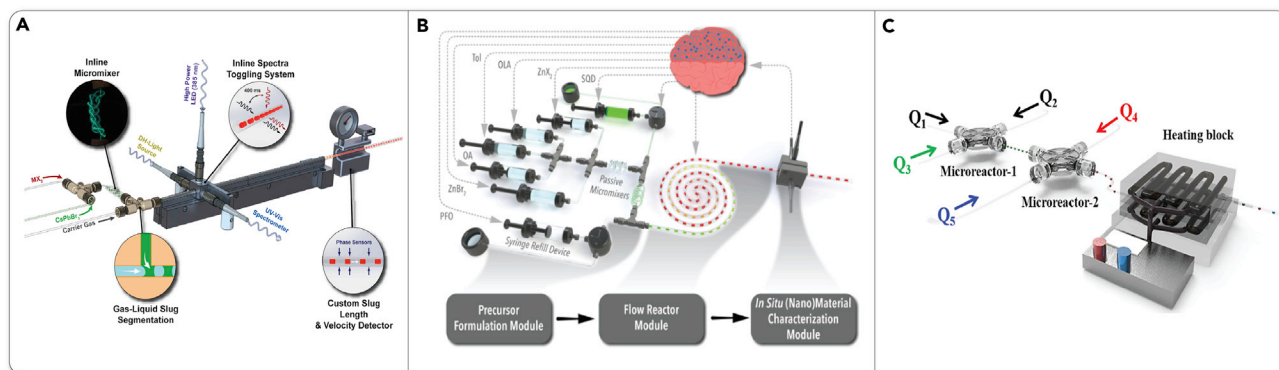 A
Inline
Micromixer
High Power
LED (385 nm)
Inline Spectra
Toggling System
400 ms
DH-Light
Source
MX₂
CsPbBr₃
Carrier Gas
UV-Vis
Spectrometer
Phase Sensors
Gas-Liquid Slug
Segmentation
Custom Slug
Length
& Velocity Detector
B
Tol
OLA
ZnX₂
SQD
OA
ZnBr₂
PFO
Passive
Micromixers
Syringe Refill Device
Precursor
Formulation Module
Flow Reactor
Module
In Situ (Nano)Material
Characterization
Module
C
Q₁
Q₂
Q₃
Q₄
Microreactor-1
Microreactor-2
Q₅
Heating block